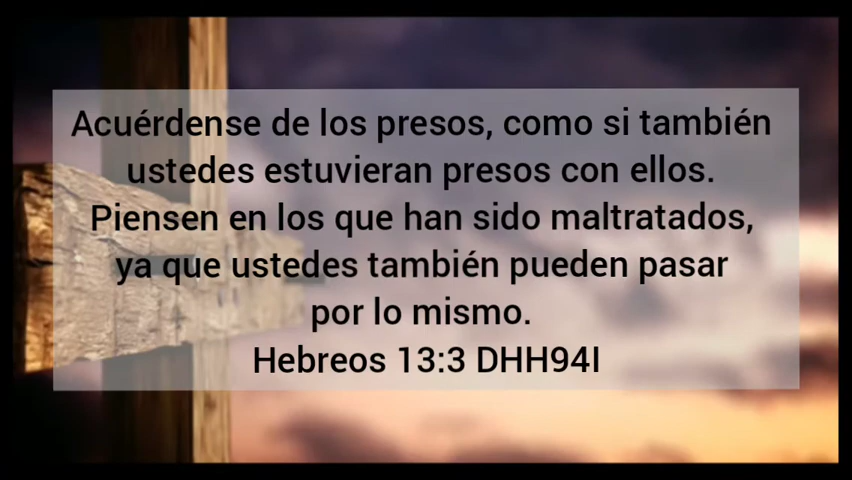 Acuérdense de los presos, como si también
ustedes estuvieran presos con ellos.
Piensen en los que han sido maltratados,
ya que ustedes también pueden pasar
por lo mismo.
Hebreos 13:3 DHH94I